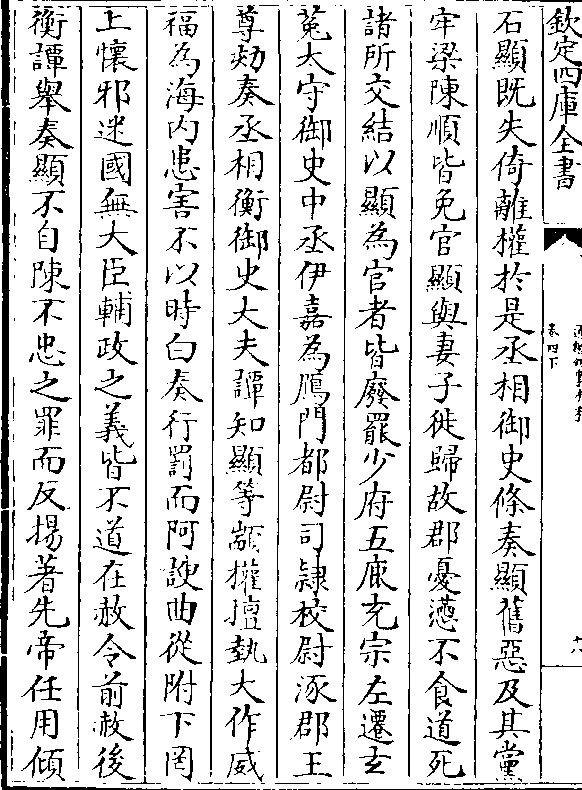 欽定四庫全書
卷四下
石顯既失倚離權於是丞相御史條奏顯舊惡及其黨
牢梁陳順皆免官顯與妻子徙歸故郡憂懣不食道死
諸所交結以顯為官者皆廢罷少府五鹿充宗左遷玄
菟太守御史中丞伊嘉為鴈門都尉司隸校尉涿郡王
尊劾奏丞相衡御史大夫譚知顯等顓權擅埶大作威
福為海内患害不以時白奏行罰而阿諛曲從附下罔
上懷邪迷國無大臣輔政之義皆不道在赦令前赦後
衡譚舉奏顯不自陳不忠之罪而反揚著先帝任用傾